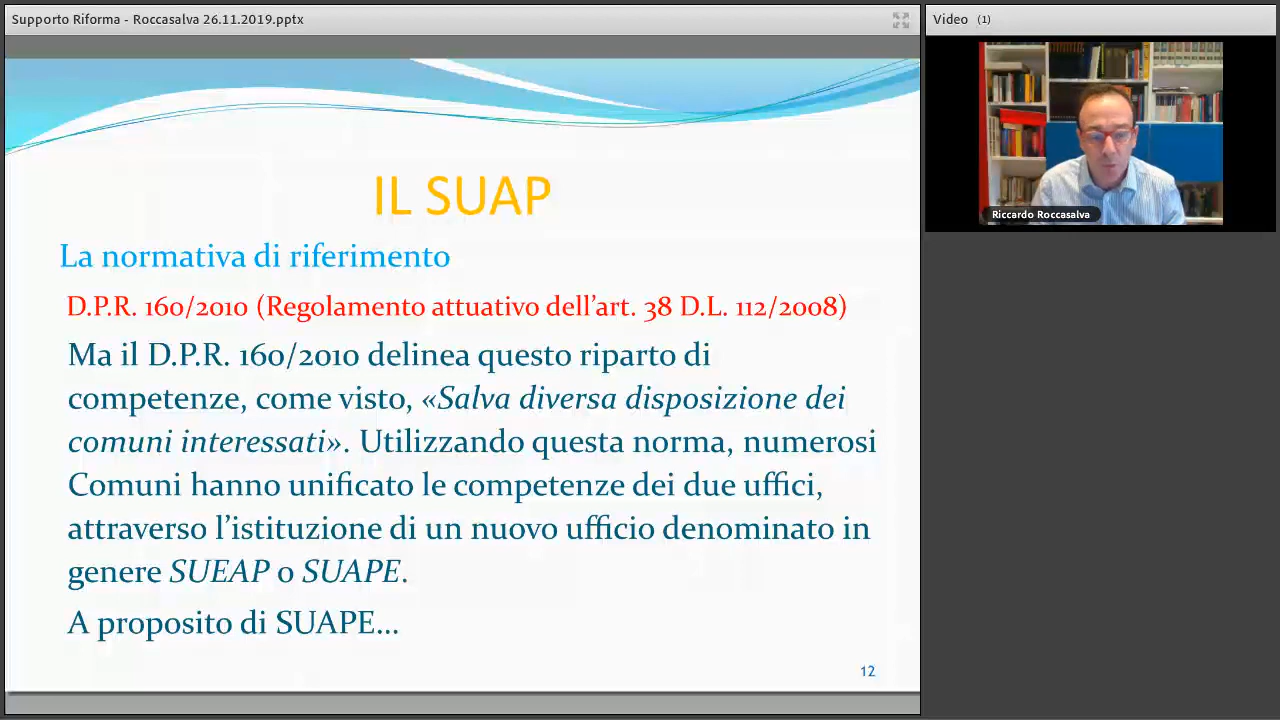 Supporto Riforma - Roccasalva 26.11.2019.pptx
Video (1)
Riccardo Roccasalva
IL SUAP
La normativa di riferimento
D.P.R. 160/2010 (Regolamento attuativo dell'art. 38 D.L. 112/2008)
Ma il D.P.R. 160/2010 delinea questo riparto di
competenze, come visto, «Salva diversa disposizione dei
comuni interessati». Utilizzando questa norma, numerosi
Comuni hanno unificato le competenze dei due uffici,
attraverso l'istituzione di un nuovo ufficio denominato in
genere SUEAP o SUAPE.
A proposito di SUAPE...
12